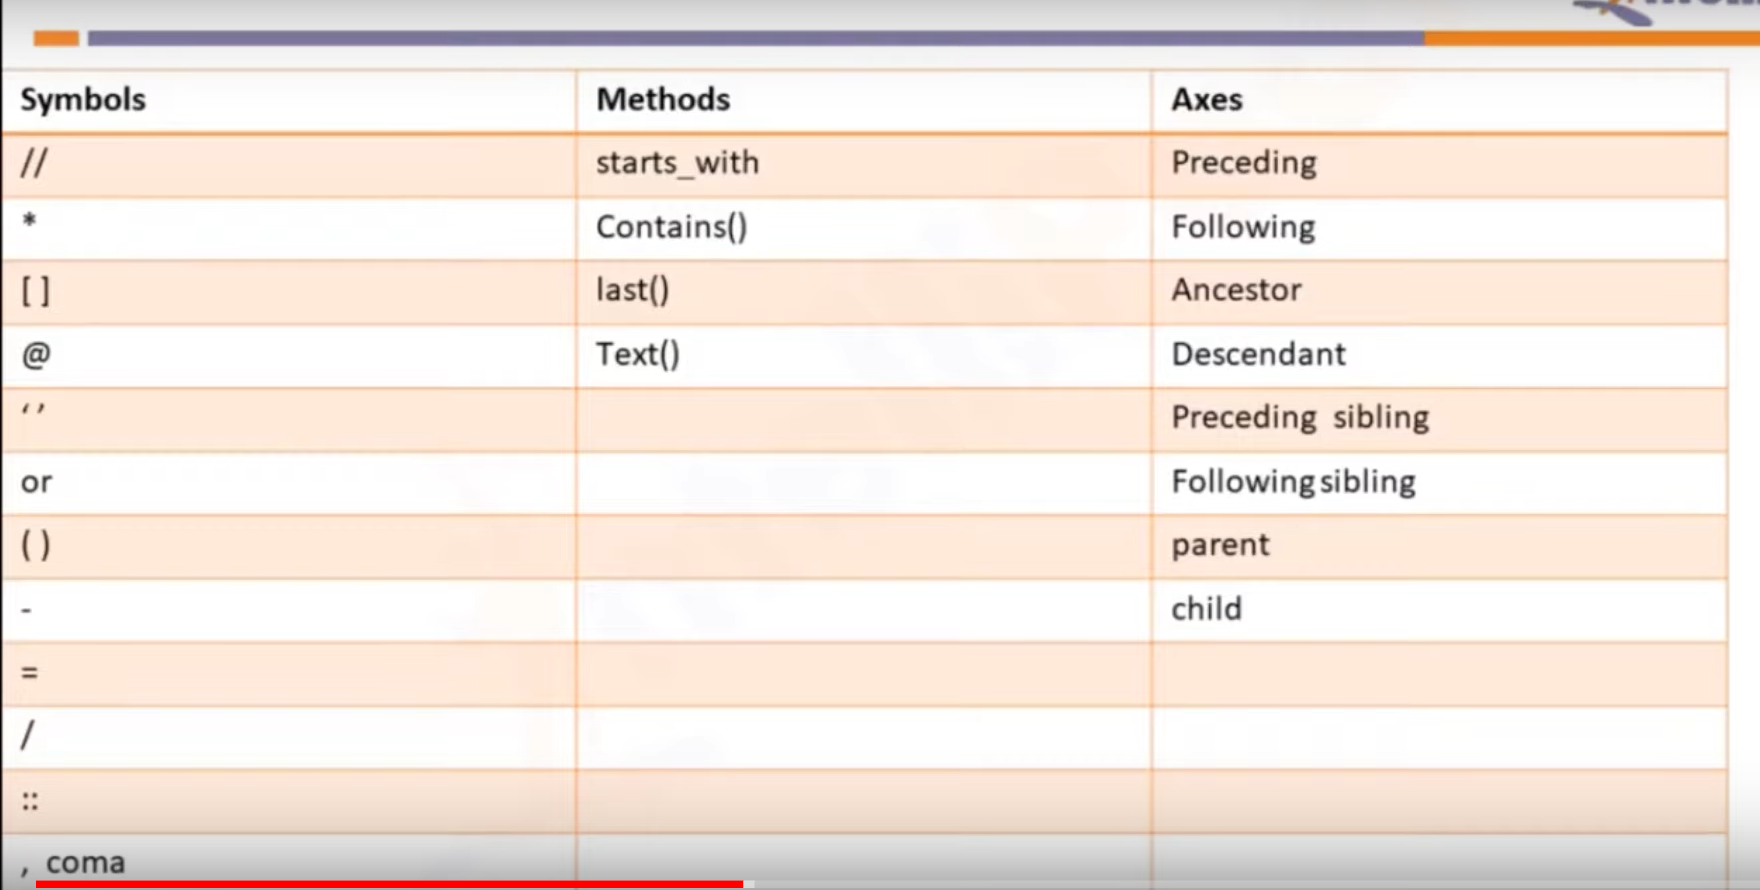 Symbols Methods Axes
// starts_with Preceding
* Contains() Following
[ ] last() Ancestor
@ Text() Descendant
‘ ’ Preceding sibling
or Following sibling
( ) parent
- child
=
/
::
, coma